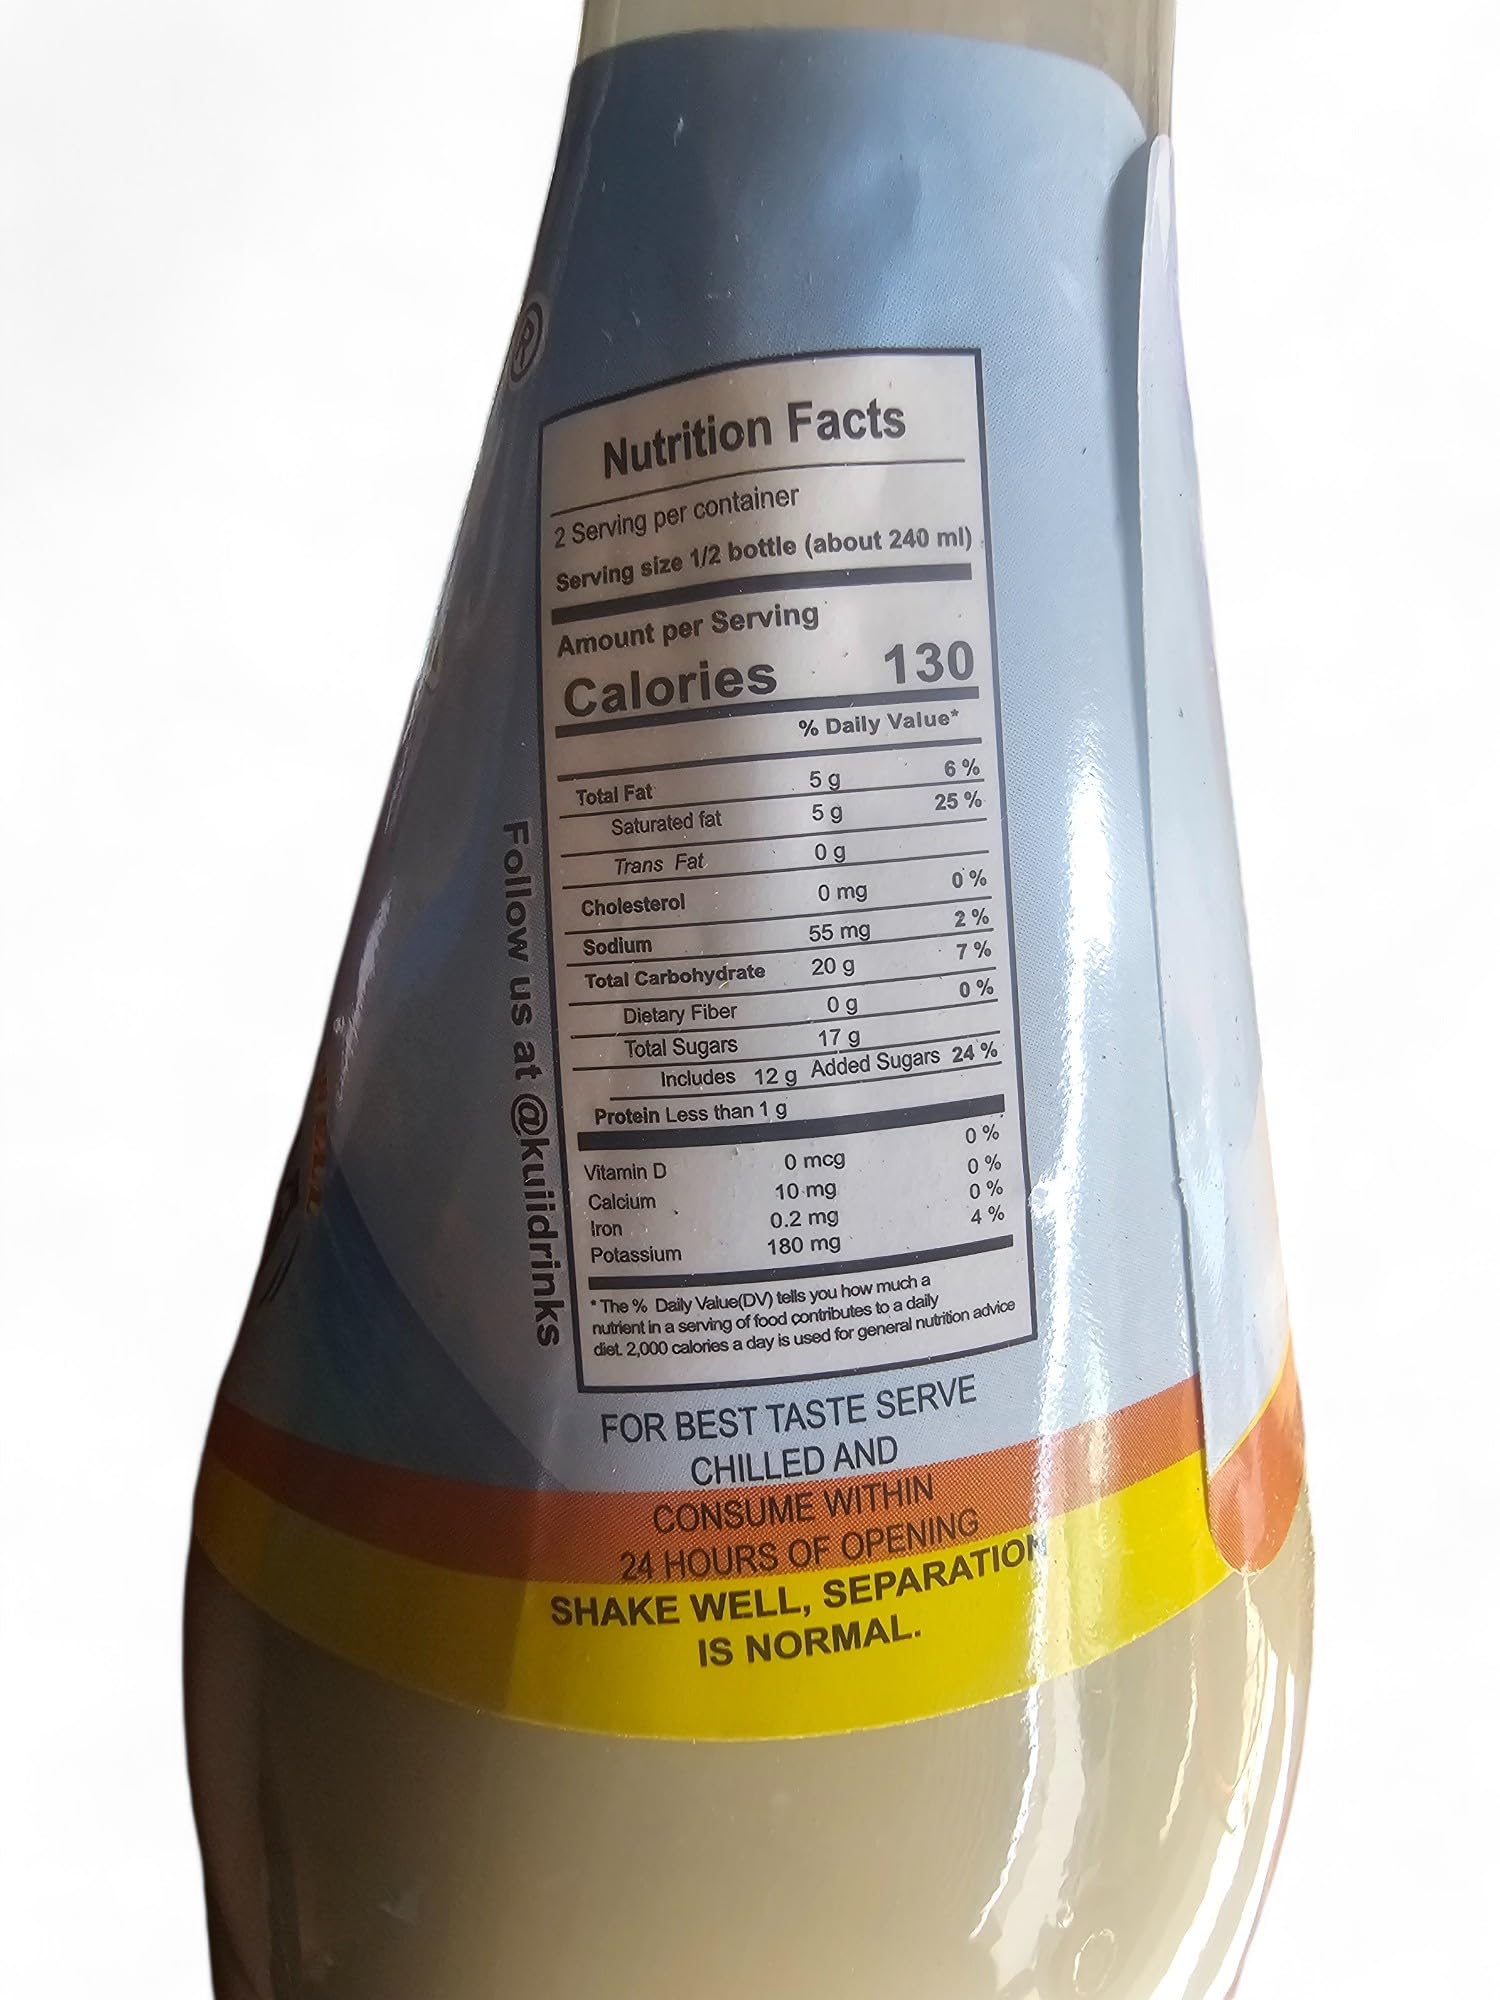 ®
Nutrition Facts
2 Serving per container
Serving size 1/2 bottle (about 240 ml)
Amount per Serving
Calories 130
% Daily Value*
Total Fat 5 g 6 %
Saturated fat 5 g 25 %
Trans Fat 0 g
Cholesterol 0 mg 0 %
Sodium 55 mg 2 %
Total Carbohydrate 20 g 7 %
Dietary Fiber 0 g 0 %
Total Sugars 17 g
Includes 12 g Added Sugars 24 %
Protein Less than 1 g
Vitamin D 0 mcg 0 %
Calcium 10 mg 0 %
Iron 0.2 mg 0 %
Potassium 180 mg 4 %
* The % Daily Value(DV) tells you how much a
nutrient in a serving of food contributes to a daily
diet. 2,000 calories a day is used for general nutrition advice
Follow us at @kuiidrinks
FOR BEST TASTE SERVE
CHILLED AND
CONSUME WITHIN
24 HOURS OF OPENING
SHAKE WELL, SEPARATION
IS NORMAL.